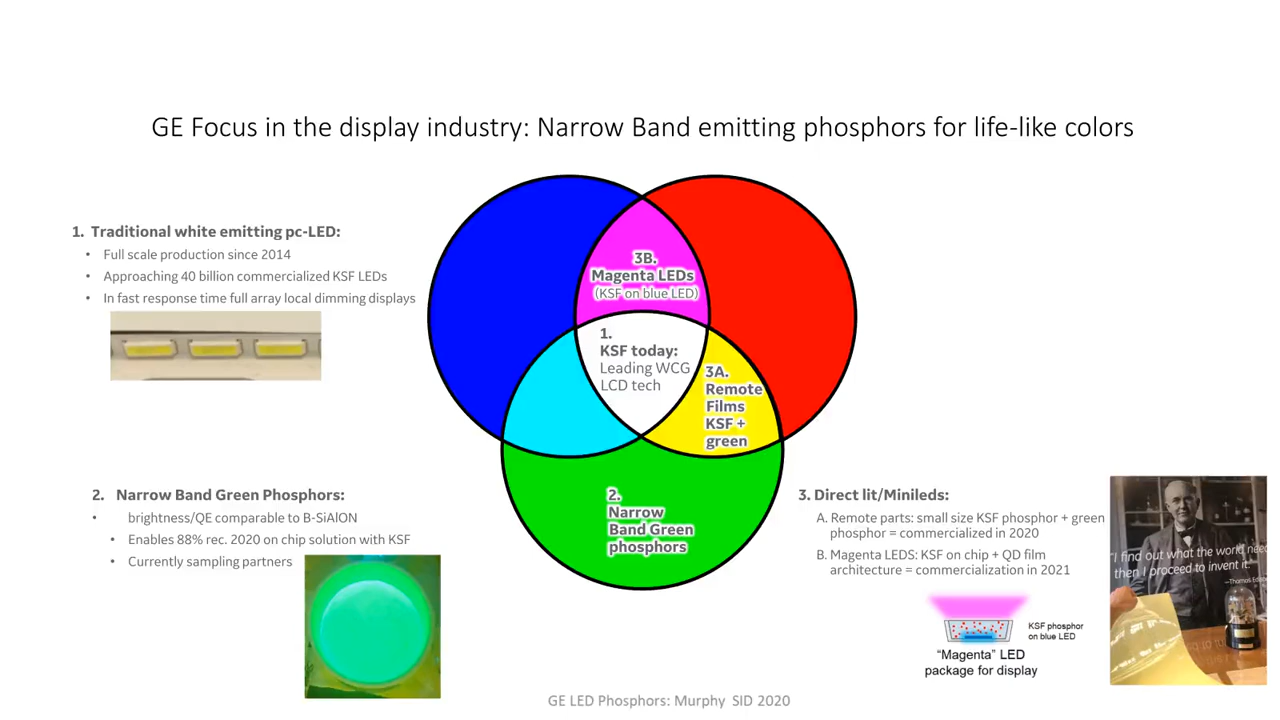 GE Focus in the display industry: Narrow Band emitting phosphors for life-like colors
1. Traditional white emitting pc-LED:
• Full scale production since 2014
• Approaching 40 billion commercialized KSF LEDs
• In fast response time full array local dimming displays
3B.
Magenta LEDs
(KSF on blue LED)
1.
KSF today:
Leading WCG
LCD tech
3A.
Remote
Films
KSF +
green
2.
Narrow
Band Green
phosphors
2. Narrow Band Green Phosphors:
• brightness/QE comparable to B-SiAlON
• Enables 88% rec. 2020 on chip solution with KSF
• Currently sampling partners
3. Direct lit/Minileds:
A. Remote parts: small size KSF phosphor + green
phosphor = commercialized in 2020
B. Magenta LEDS: KSF on chip + QD film
architecture = commercialization in 2021
KSF phosphor
on blue LED
"Magenta" LED
package for display
"I find out what the world
then I proceed to invent it."
—Thomas
GE LED Phosphors: Murphy SID 2020